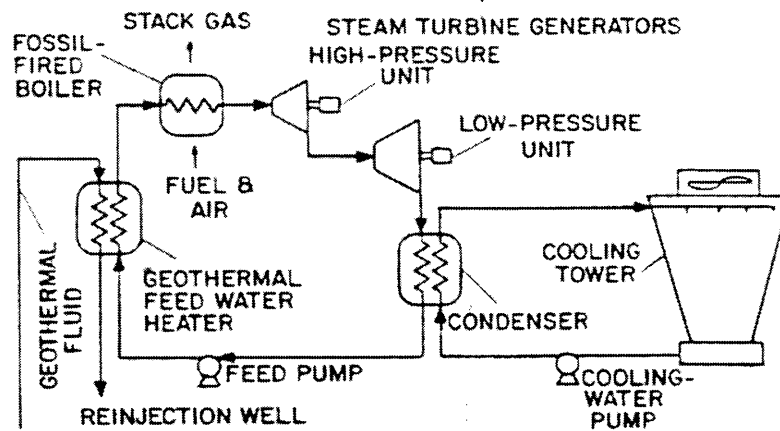 STACK GAS
STEAM TURBINE GENERATORS
FOSSIL-
FIRED
BOILER
HIGH-PRESSURE
UNIT
LOW-PRESSURE
UNIT
FUEL &
AIR
GEOTHERMAL
FLUID
GEOTHERMAL
FEED WATER
HEATER
COOLING
TOWER
CONDENSER
FEED PUMP
COOLING-
WATER
PUMP
REINJECTION WELL